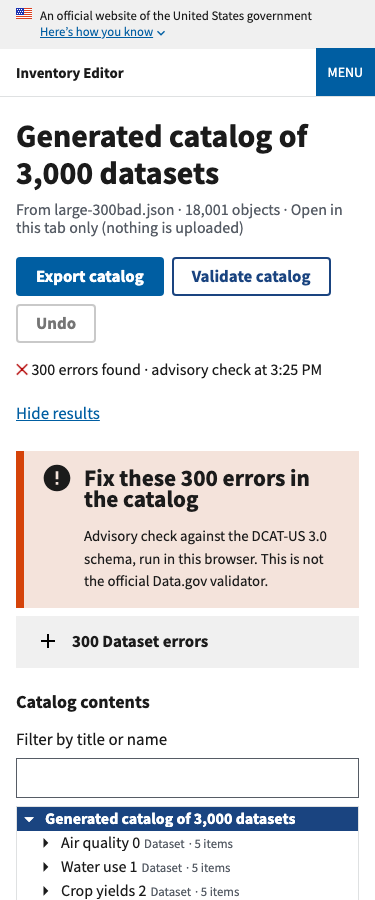 An official website of the United States government
Here's how you know
Inventory Editor
MENU
Generated catalog of
3,000 datasets
From large-300bad.json · 18,001 objects · Open in
this tab only (nothing is uploaded)
Export catalog
Validate catalog
Undo
300 errors found · advisory check at 3:25 PM
Hide results
Fix these 300 errors in
the catalog
Advisory check against the DCAT-US 3.0
schema, run in this browser. This is not
the official Data.gov validator.
300 Dataset errors
Catalog contents
Filter by title or name
Generated catalog of 3,000 datasets
Air quality 0 Dataset · 5 items
Water use 1 Dataset · 5 items
Crop yields 2 Dataset · 5 items